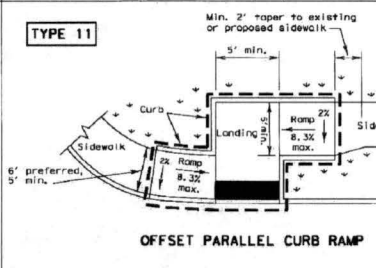 Min. 2' taper to existing
or proposed sidewalk
TYPE 11
5' min.
Curb
Sidewalk
Landing
5' min.
Ramp
2%
8.3%
max.
6' preferred,
5' min.
2%
Ramp
8.3%
max.
OFFSET PARALLEL CURB RAMP